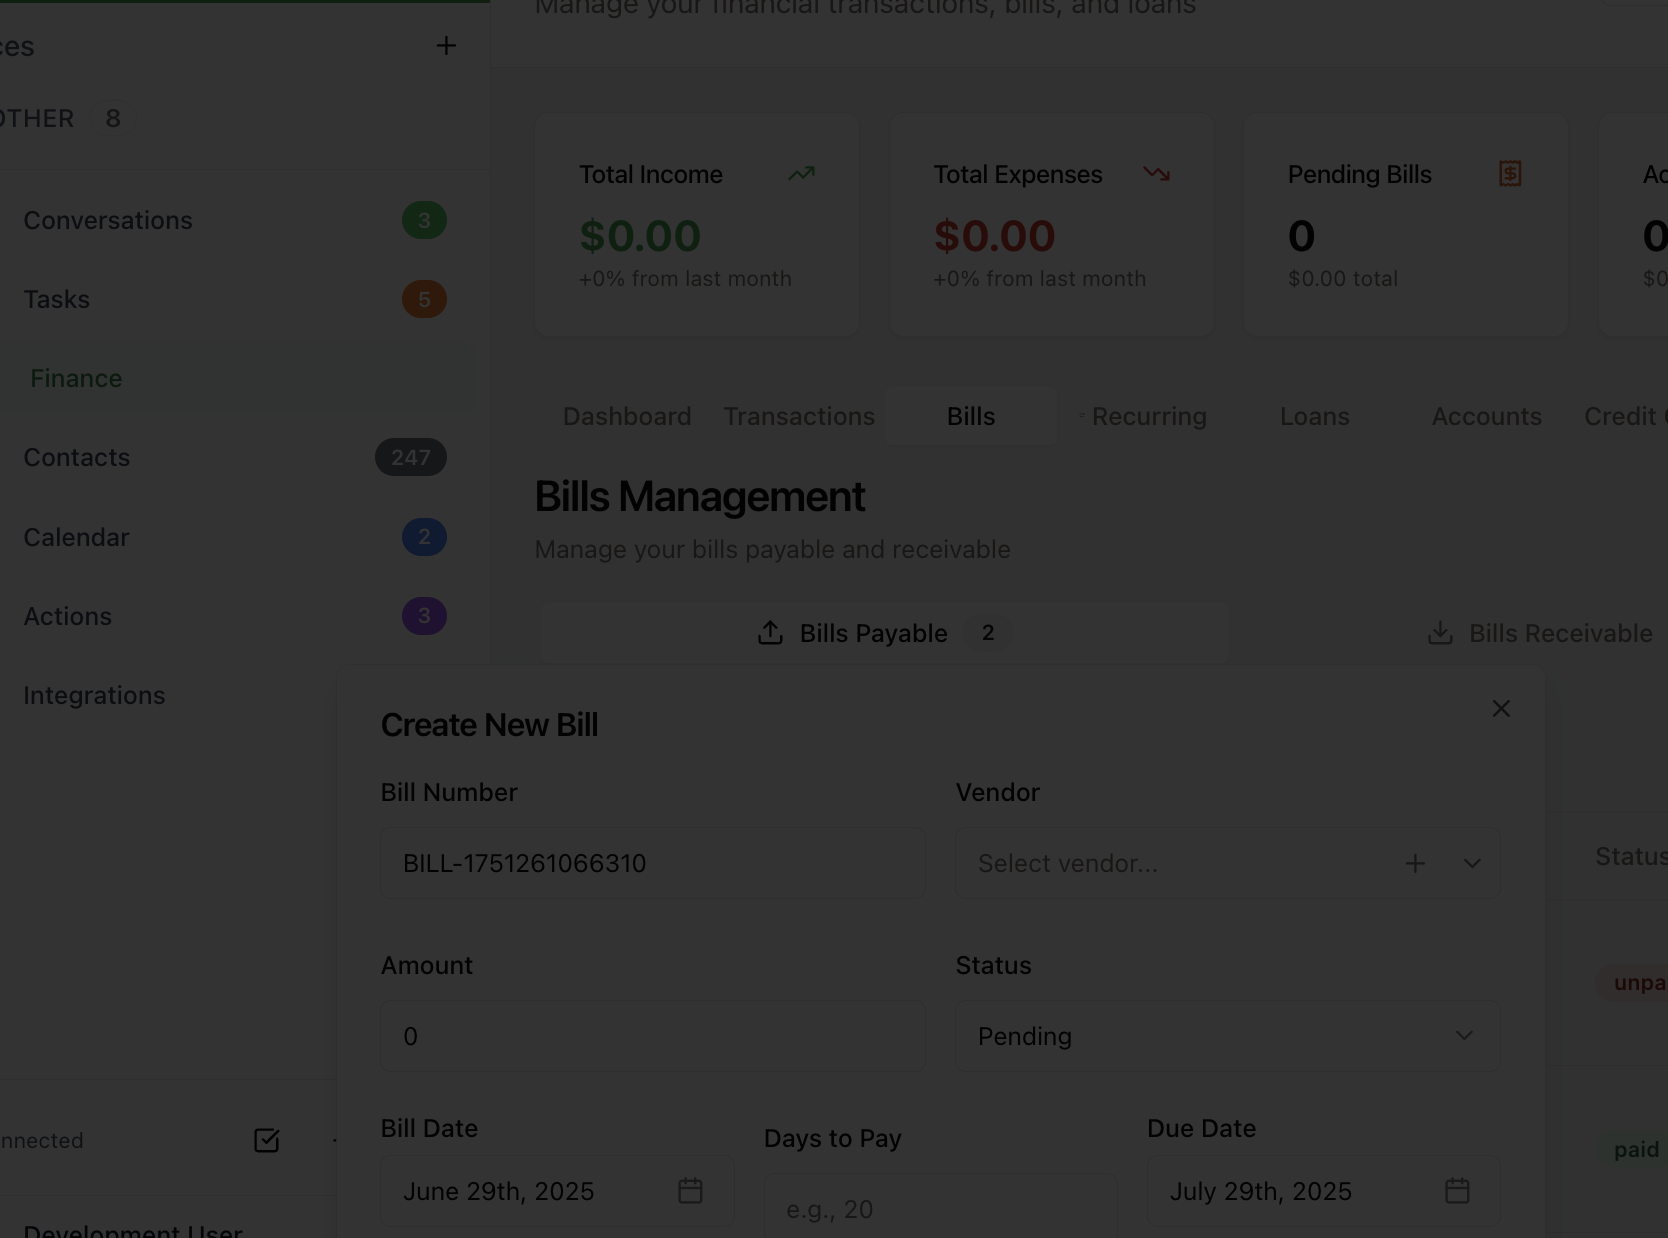 Manage your financial transactions, bills, and loans
ces
OTHER 8
Conversations 3
Tasks 5
Finance
Contacts 247
Calendar 2
Actions 3
Integrations
nnected
Development User
Total Income
$0.00
+0% from last month
Total Expenses
$0.00
+0% from last month
Pending Bills
0
$0.00 total
Ac
0
$0
Dashboard Transactions Bills Recurring Loans Accounts Credit
Bills Management
Manage your bills payable and receivable
Bills Payable 2 Bills Receivable
Status
unpa
paid
Create New Bill
Bill Number
BILL-1751261066310
Vendor
Select vendor...
Amount
0
Status
Pending
Bill Date
June 29th, 2025
Days to Pay
e.g., 20
Due Date
July 29th, 2025